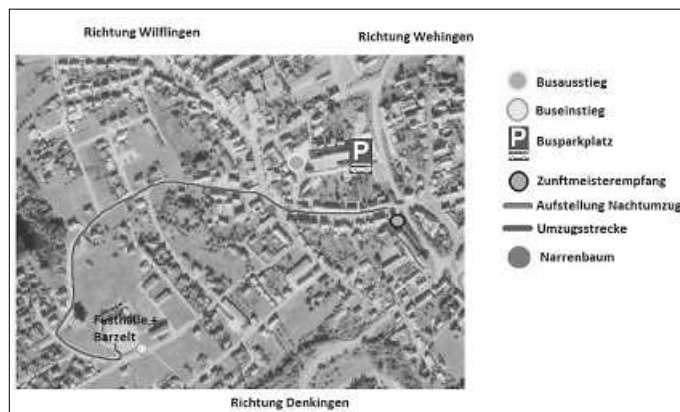 Richtung Wilflingen
Richtung Wehingen
Busausstieg
Buseinstieg
P
Busparkplatz
P
Zunftmeisterempfang
Aufstellung Nachtumzug
Umzugsstrecke
Narrenbaum
Festhalle +
Barzelt
Richtung Denkingen